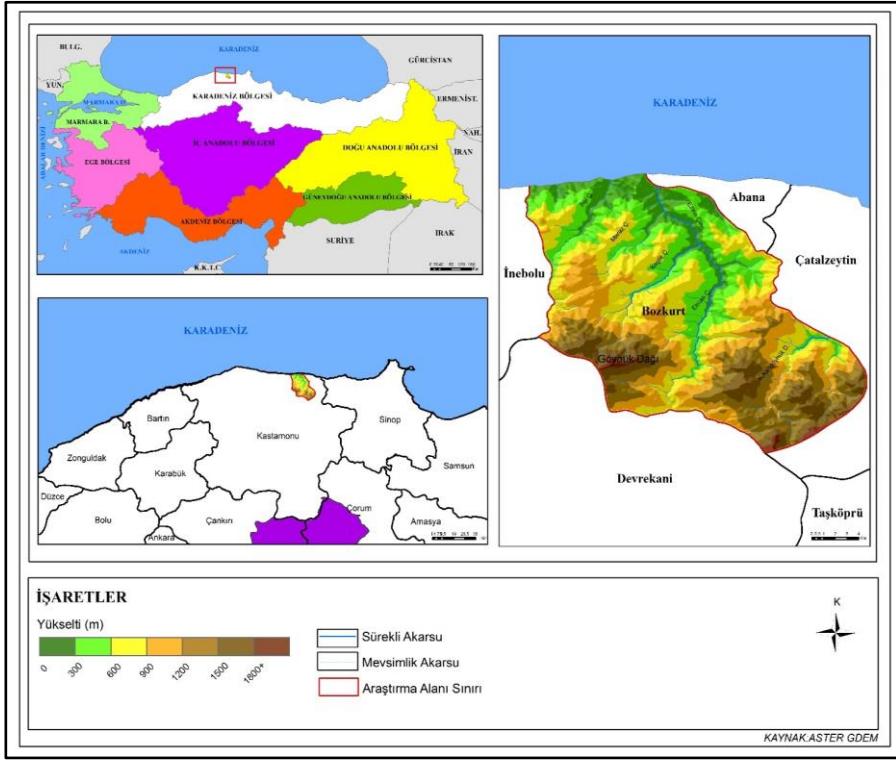 BULG.
KARADENİZ
GÜRCİSTAN
YUN.
KARADENİZ BÖLGESİ
ERMENİST.
MARMARA D.
MARMARA B.
NAH.
İÇ ANADOLU BÖLGESİ
DOĞU ANADOLU BÖLGESİ
İRAN
EGE BÖLGESİ
GÜNEYDOĞU ANADOLU BÖLGESİ
AKDENİZ BÖLGESİ
IRAK
SURİYE
AKDENİZ
K.K.T.C.
KARADENİZ
Bartın
Sinop
Kastamonu
Zonguldak
Karabük
Samsun
Düzce
Bolu
Çankırı
Çorum
Amasya
Ankara
KARADENİZ
Abana
Çatalzeytin
İnebolu
Bozkurt
Göynük Dağı
Devrekani
Taşköprü
İŞARETLER
Yükselti (m)
0 300 600 900 1200 1500 1800+
Sürekli Akarsu
Mevsimlik Akarsu
Araştırma Alanı Sınırı
K
KAYNAK:ASTER GDEM